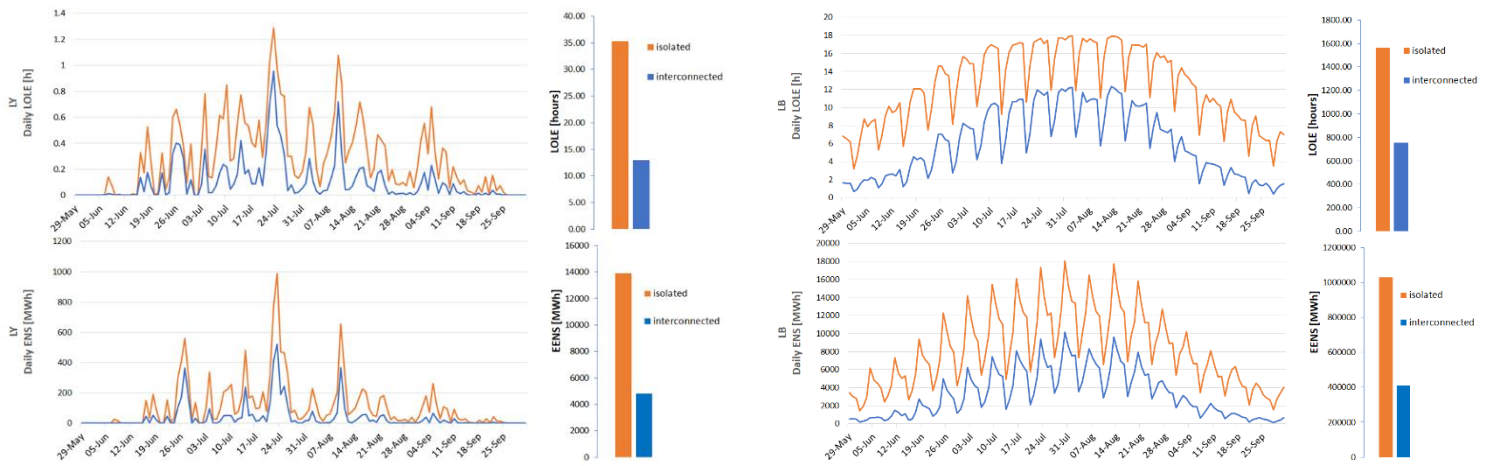 LY
Daily LOLE [h]
1.4
1.2
1
0.8
0.6
0.4
0.2
0
29-May
05-Jun
12-Jun
19-Jun
26-Jun
03-Jul
10-Jul
17-Jul
24-Jul
31-Jul
07-Aug
14-Aug
21-Aug
28-Aug
04-Sep
11-Sep
18-Sep
25-Sep
LOLE [hours]
40.00
35.00
30.00
25.00
20.00
15.00
10.00
5.00
0.00
isolated
interconnected
LB
Daily LOLE [h]
20
18
16
14
12
10
8
6
4
2
0
29-May
05-Jun
12-Jun
19-Jun
26-Jun
03-Jul
10-Jul
17-Jul
24-Jul
31-Jul
07-Aug
14-Aug
21-Aug
28-Aug
04-Sep
11-Sep
18-Sep
25-Sep
LOLE [hours]
1800.00
1600.00
1400.00
1200.00
1000.00
800.00
600.00
400.00
200.00
0.00
isolated
interconnected
LY
Daily ENS [MWh]
1200
1000
800
600
400
200
0
29-May
05-Jun
12-Jun
19-Jun
26-Jun
03-Jul
10-Jul
17-Jul
24-Jul
31-Jul
07-Aug
14-Aug
21-Aug
28-Aug
04-Sep
11-Sep
18-Sep
25-Sep
EENS [MWh]
16000
14000
12000
10000
8000
6000
4000
2000
0
isolated
interconnected
LB
Daily ENS [MWh]
20000
18000
16000
14000
12000
10000
8000
6000
4000
2000
0
29-May
05-Jun
12-Jun
19-Jun
26-Jun
03-Jul
10-Jul
17-Jul
24-Jul
31-Jul
07-Aug
14-Aug
21-Aug
28-Aug
04-Sep
11-Sep
18-Sep
25-Sep
EENS [MWh]
1200000
1000000
800000
600000
400000
200000
0
isolated
interconnected